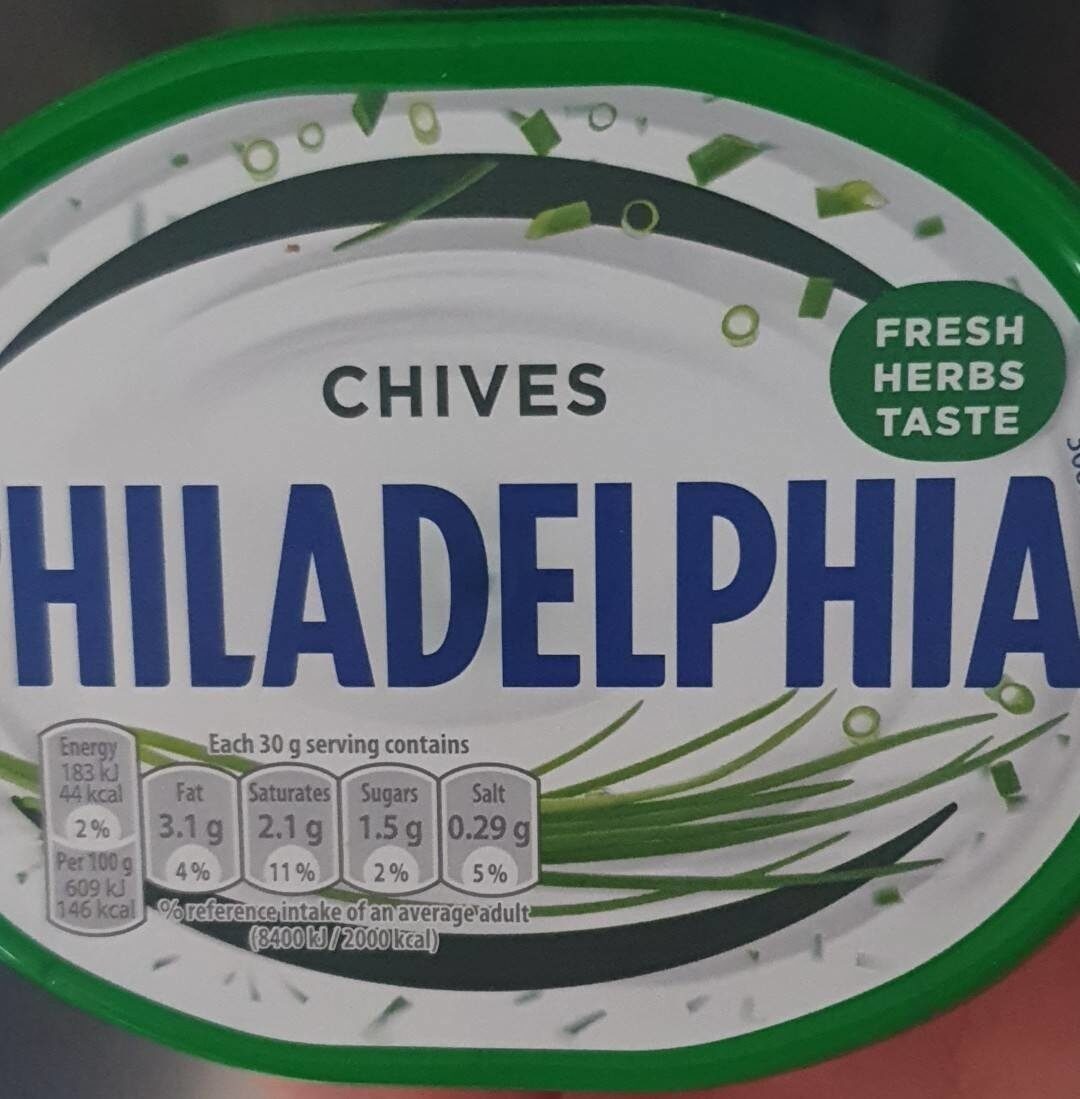 FRESH
HERBS
TASTE
CHIVES
PHILADELPHIA
Each 30 g serving contains
Energy
183 kJ
44 kcal
2%
Per 100 g
609 kJ
146 kcal
Fat
3.1 g
4%
Saturates
2.1 g
11%
Sugars
1.5 g
2%
Salt
0.29 g
5%
% reference intake of an average adult
(8400 kJ / 2000 kcal)